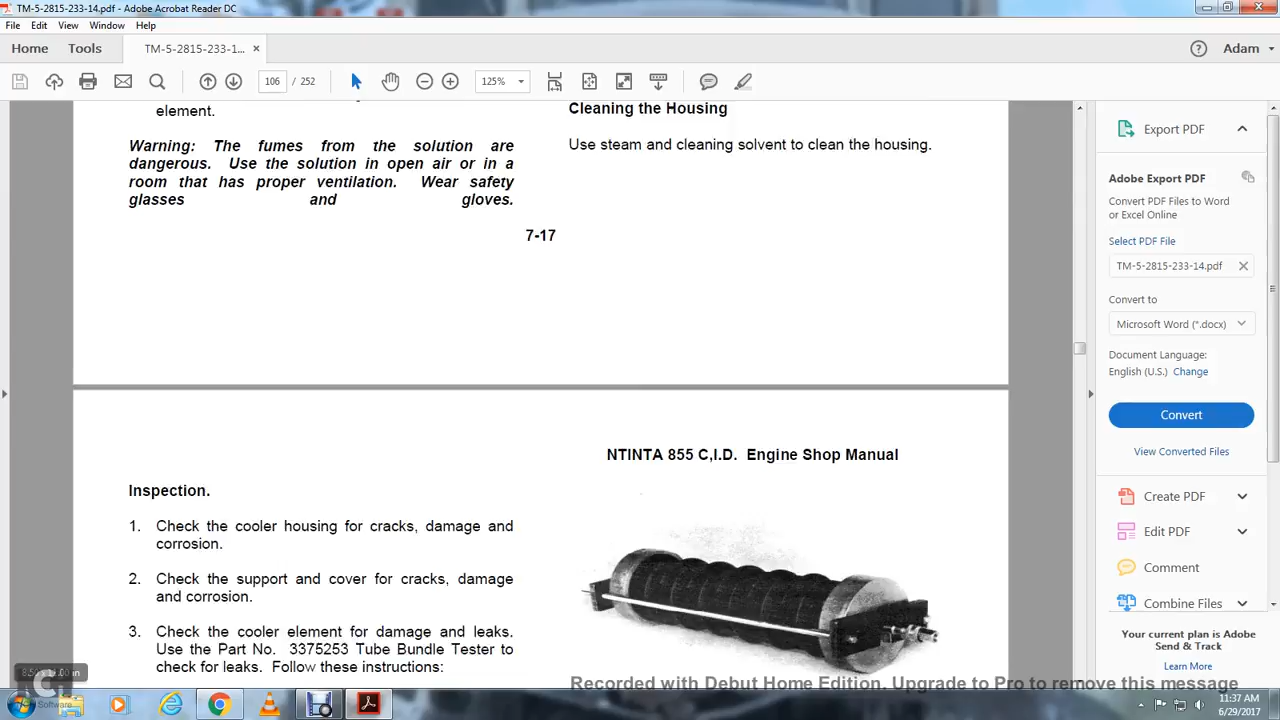 TM-5-2815-233-14.pdf - Adobe Acrobat Reader DC
File Edit View Window Help
Home Tools TM-5-2815-233-1... × Adam
106 / 252 125%
element.
Warning: The fumes from the solution are
dangerous. Use the solution in open air or in a
room that has proper ventilation. Wear safety
glasses and gloves.
Cleaning the Housing
Use steam and cleaning solvent to clean the housing.
7-17
NTINTA 855 C,I.D. Engine Shop Manual
Inspection.
1. Check the cooler housing for cracks, damage and
corrosion.
2. Check the support and cover for cracks, damage
and corrosion.
3. Check the cooler element for damage and leaks.
Use the Part No. 3375253 Tube Bundle Tester to
check for leaks. Follow these instructions:
Export PDF
Adobe Export PDF
Convert PDF Files to Word
or Excel Online
Select PDF File
TM-5-2815-233-14.pdf
Convert to
Microsoft Word (*.docx)
Document Language:
English (U.S.) Change
Convert
View Converted Files
Create PDF
Edit PDF
Comment
Combine Files
Your current plan is Adobe
Send & Track
Learn More
Recorded with Debut Home Edition. Upgrade to Pro to remove this message
Software
11:37 AM
6/29/2017